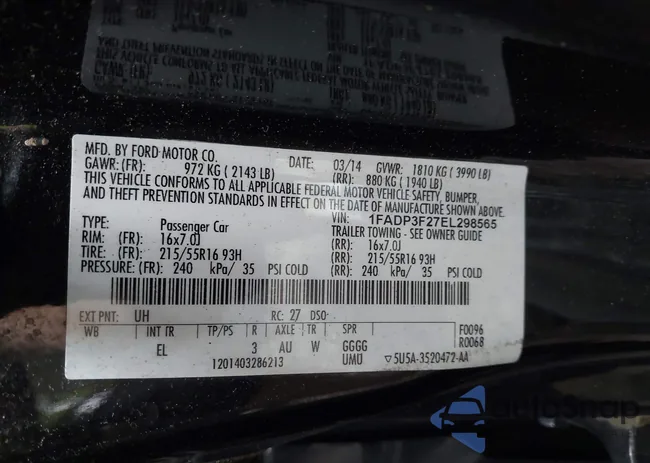 MFD. BY FORD MOTOR CO. DATE: 03/14 GVWR: 1810 KG ( 3990 LB)
GAWR: (FR): 972 KG ( 2143 LB) (RR): 880 KG ( 1940 LB)
THIS VEHICLE CONFORMS TO ALL APPLICABLE FEDERAL MOTOR VEHICLE SAFETY, BUMPER,
AND THEFT PREVENTION STANDARDS IN EFFECT ON THE DATE OF MANUFACTURE SHOWN ABOVE.
VIN: 1FADP3F27EL298565
TYPE: Passenger Car TRAILER TOWING - SEE OWNER GUIDE
RIM: (FR): 16x7.0J (RR): 16x7.0J
TIRE: (FR): 215/55R16 93H (RR): 215/55R16 93H
PRESSURE: (FR): 240 kPa/ 35 PSI COLD (RR): 240 kPa/ 35 PSI COLD
EXT PNT: UH RC: 27 DSO:
WB INT TR TP/PS R AXLE TR SPR F0096
EL 3 AU W GGGG R0068
1201403286213 UMU 5U5A-3520472-AA
AutoSnap